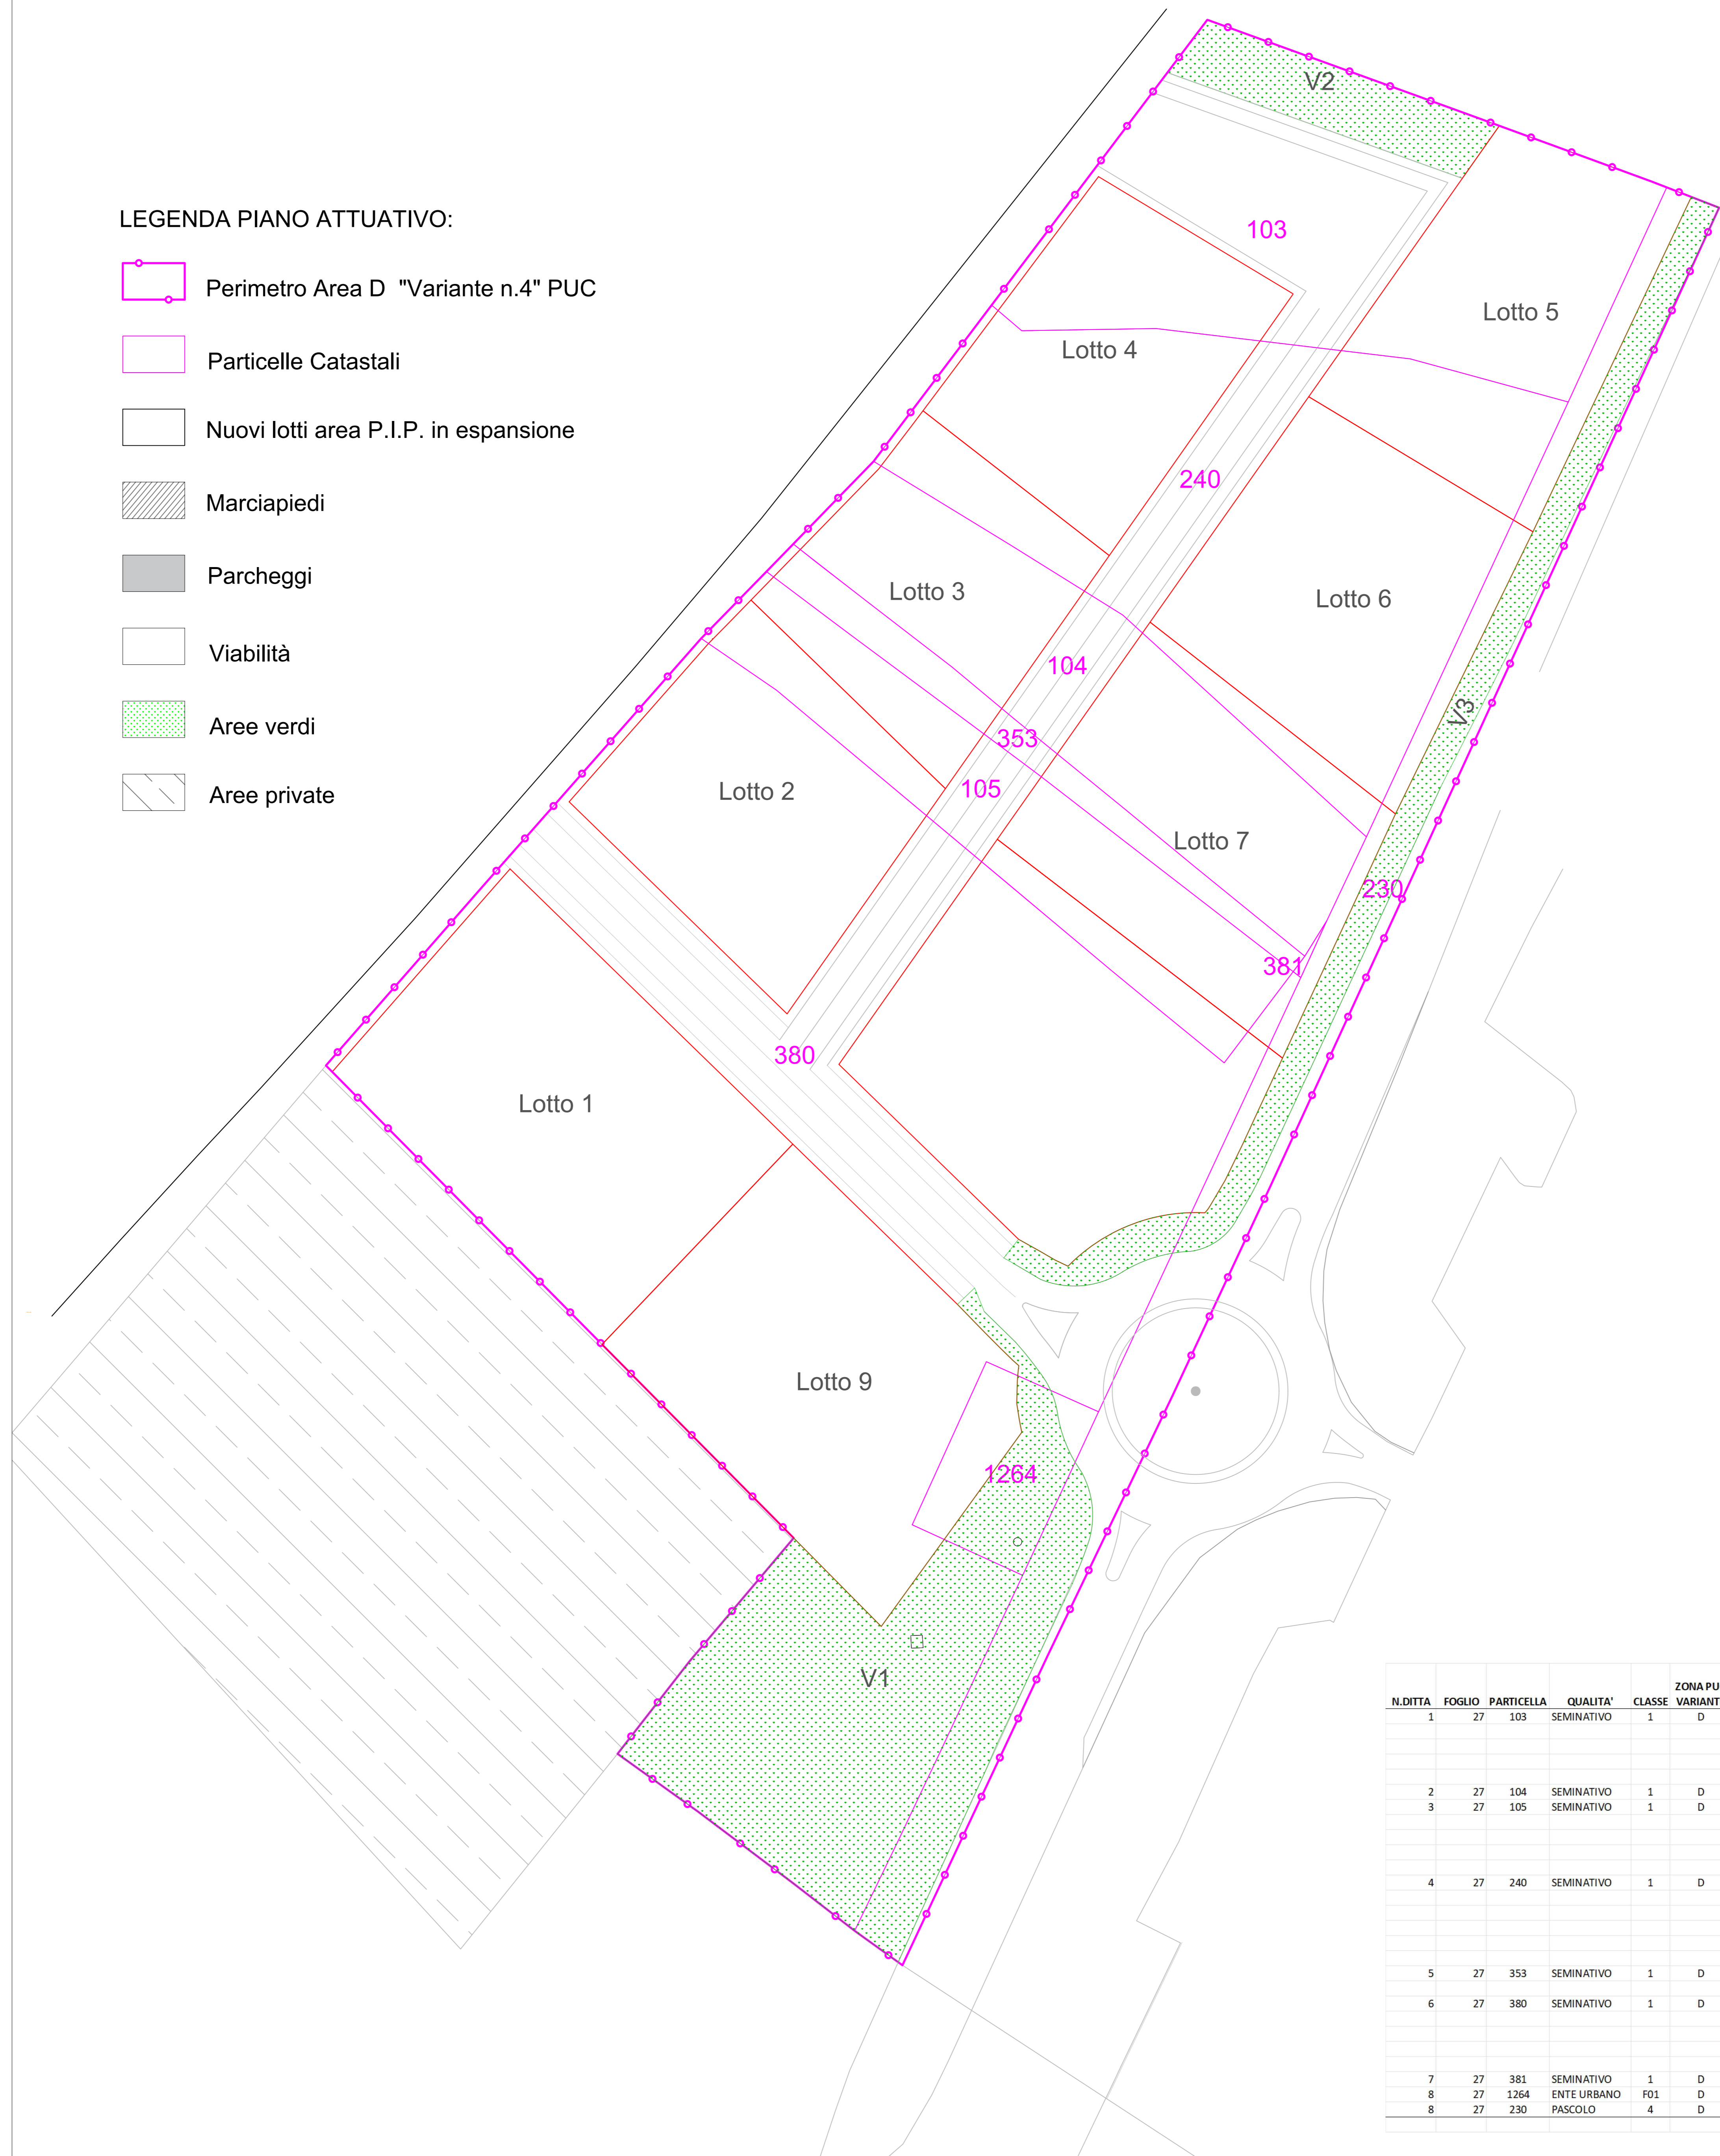 LEGENDA PIANO ATTUATIVO:
Perimetro Area D "Variante n.4" PUC
Particelle Catastali
Nuovi lotti area P.I.P. in espansione
Marciapiedi
Parcheggi
Viabilità
Aree verdi
Aree private
V2
103
Lotto 5
Lotto 4
240
Lotto 3
Lotto 6
104
V3
353
105
Lotto 2
Lotto 7
230
381
380
Lotto 1
Lotto 9
1264
V1
ZONA PU
N.DITTA FOGLIO PARTICELLA QUALITA' CLASSE VARIANT
1 27 103 SEMINATIVO 1 D
2 27 104 SEMINATIVO 1 D
3 27 105 SEMINATIVO 1 D
4 27 240 SEMINATIVO 1 D
5 27 353 SEMINATIVO 1 D
6 27 380 SEMINATIVO 1 D
7 27 381 SEMINATIVO 1 D
8 27 1264 ENTE URBANO F01 D
8 27 230 PASCOLO 4 D